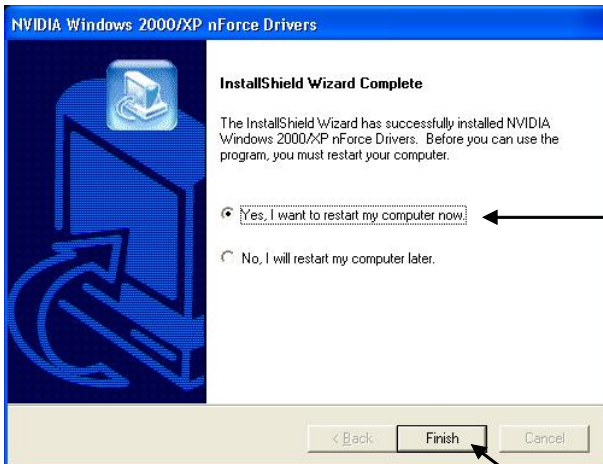 NVIDIA Windows 2000/XP nForce Drivers
InstallShield Wizard Complete
The InstallShield Wizard has successfully installed NVIDIA
Windows 2000/XP nForce Drivers. Before you can use the
program, you must restart your computer.
Yes, I want to restart my computer now.
No, I will restart my computer later.
< Back Finish Cancel